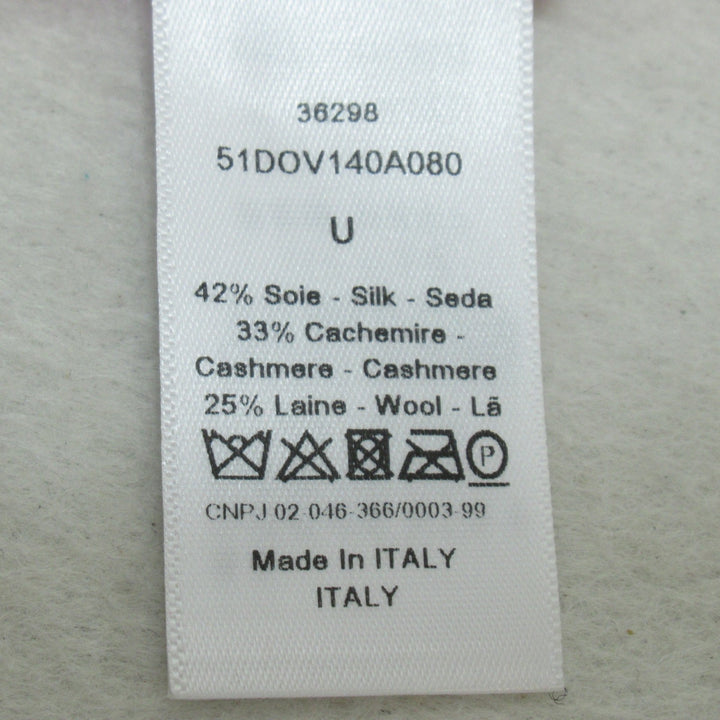 36298
51DOV140A080
U
42% Soie - Silk - Seda
33% Cachemire -
Cashmere - Cashmere
25% Laine - Wool - Lã
P
CNPJ 02-046-366/0003-99
Made In ITALY
ITALY